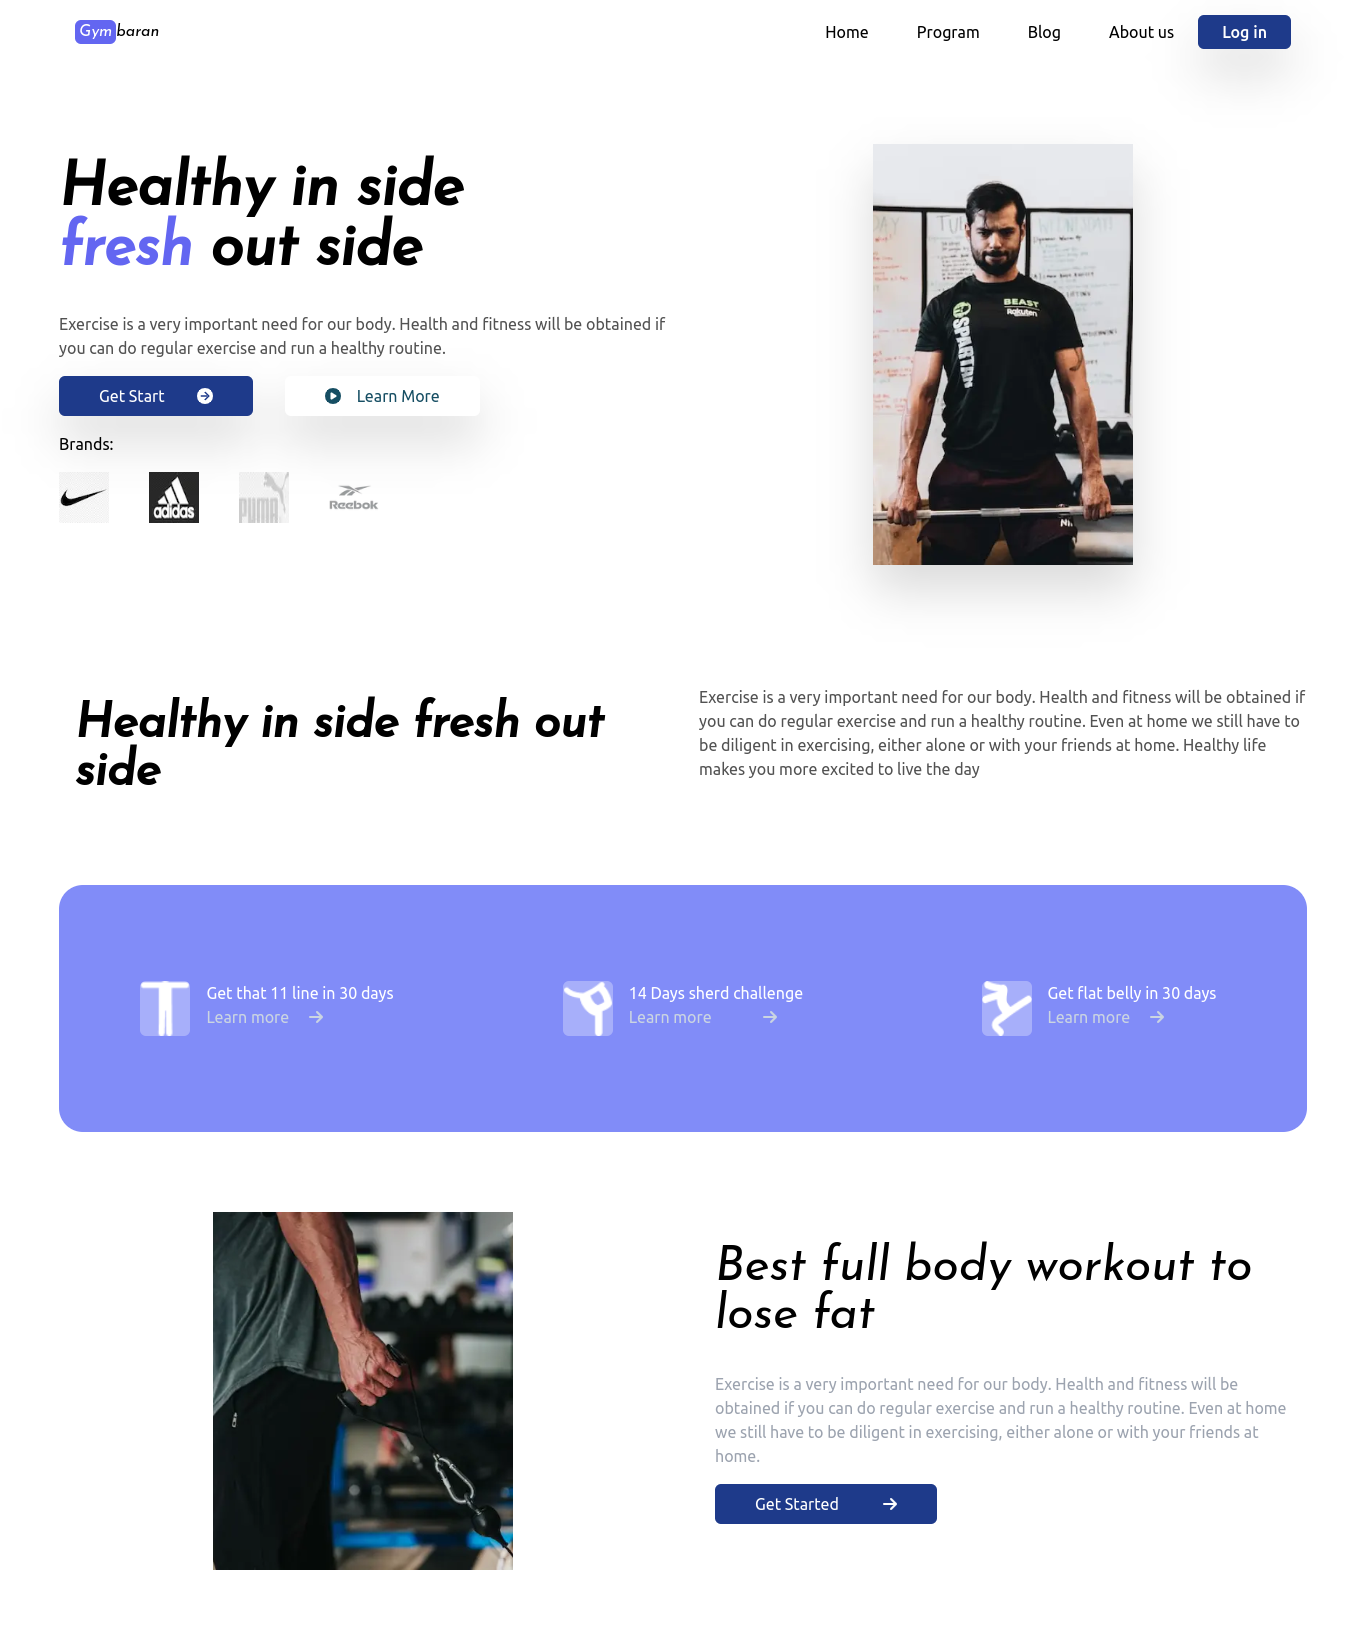 Gymbaran
Home Program Blog About us Log in
Healthy in side
fresh out side
Exercise is a very important need for our body. Health and fitness will be obtained if
you can do regular exercise and run a healthy routine.
Get Start
Learn More
Brands:
adidas
PUMA
Reebok
BEAST
Rakuten
SPARTAN
Healthy in side fresh out
side
Exercise is a very important need for our body. Health and fitness will be obtained if
you can do regular exercise and run a healthy routine. Even at home we still have to
be diligent in exercising, either alone or with your friends at home. Healthy life
makes you more excited to live the day
Get that 11 line in 30 days
Learn more
14 Days sherd challenge
Learn more
Get flat belly in 30 days
Learn more
Best full body workout to
lose fat
Exercise is a very important need for our body. Health and fitness will be
obtained if you can do regular exercise and run a healthy routine. Even at home
we still have to be diligent in exercising, either alone or with your friends at
home.
Get Started